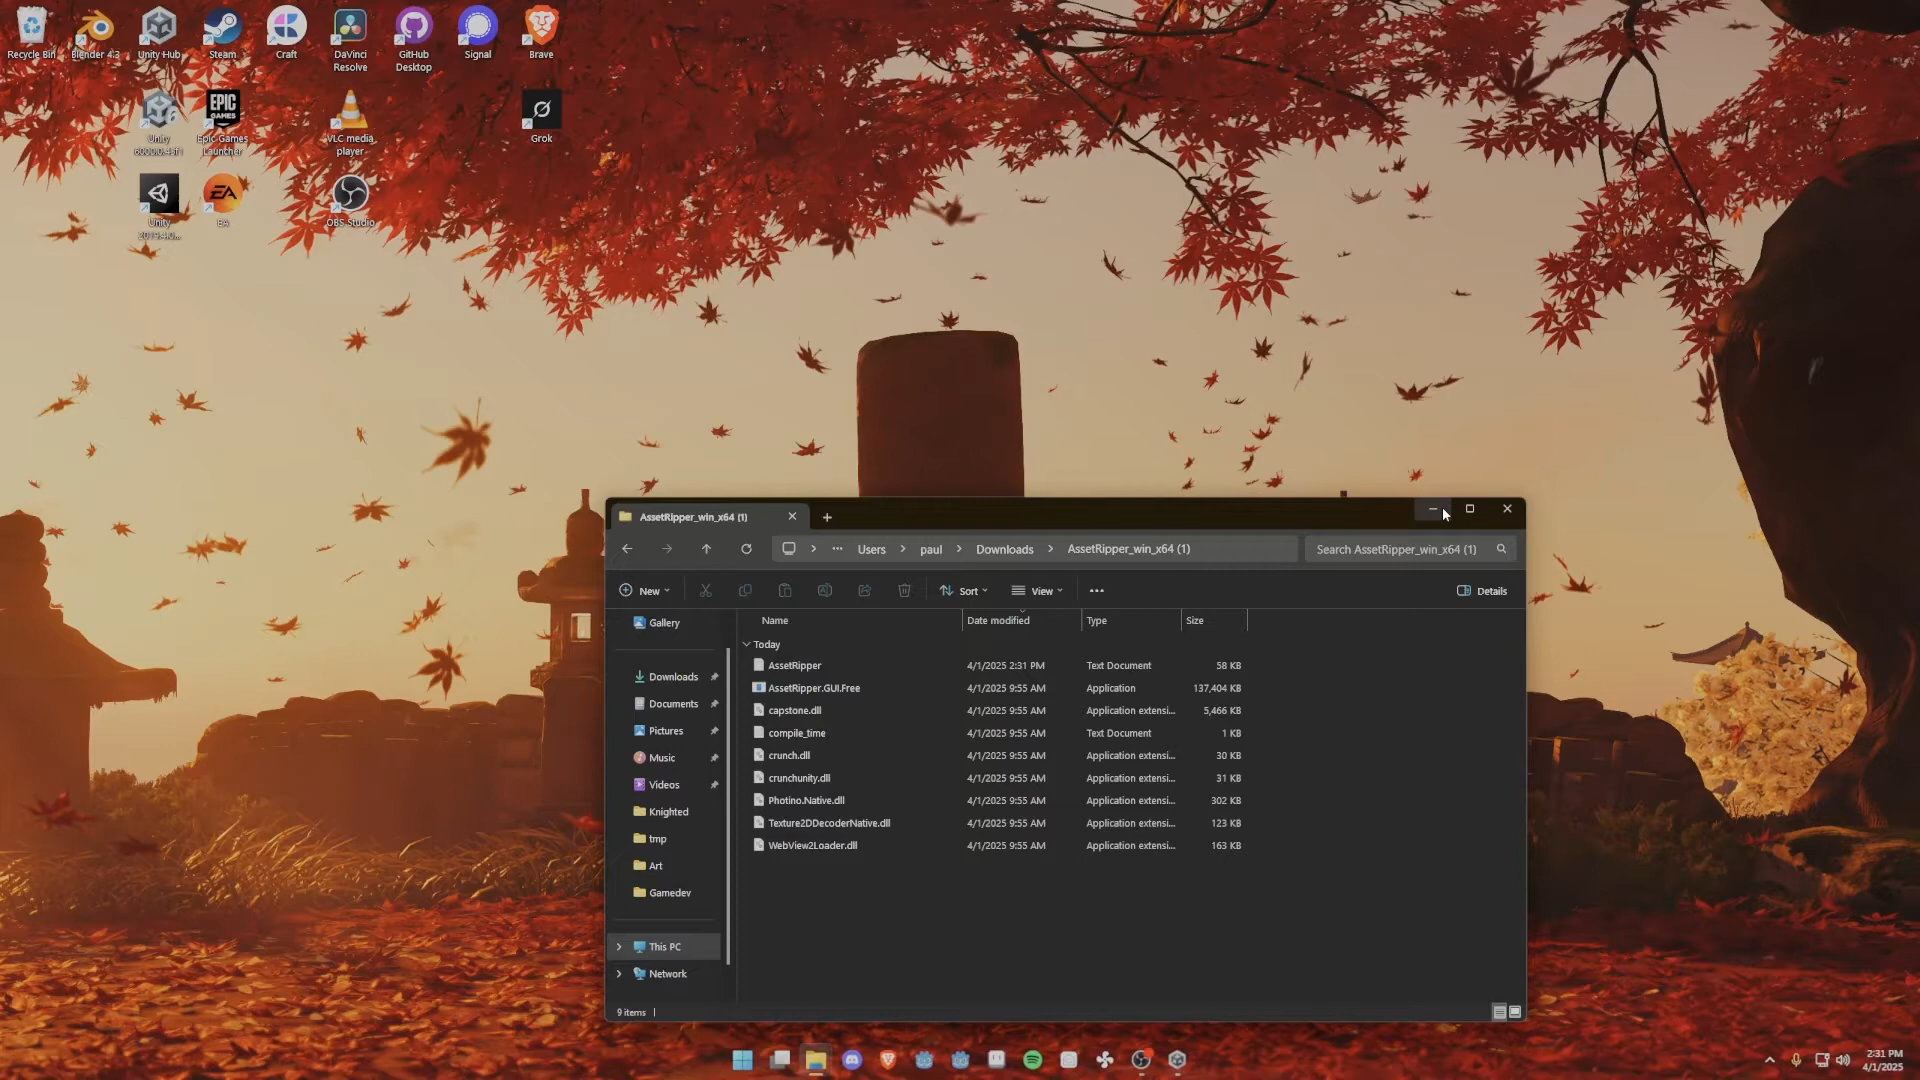 Recycle Bin
Blender 4.3
Unity Hub
Steam
Craft
DaVinci Resolve
GitHub Desktop
Signal
Brave
Unity
EPIC GAMES
Epic Games Launcher
VLC media player
Grok
Unity
EA
EA
OBS Studio
AssetRipper_win_x64 (1)
Users
paul
Downloads
AssetRipper_win_x64 (1)
Search AssetRipper_win_x64 (1)
New
Sort
View
Details
Gallery
Downloads
Documents
Pictures
Music
Videos
Knighted
tmp
Art
Gamedev
This PC
Network
Name Date modified Type Size
Today
AssetRipper 4/1/2025 2:31 PM Text Document 58 KB
AssetRipper.GUI.Free 4/1/2025 9:55 AM Application 137,404 KB
capstone.dll 4/1/2025 9:55 AM Application extensi... 5,466 KB
compile_time 4/1/2025 9:55 AM Text Document 1 KB
crunch.dll 4/1/2025 9:55 AM Application extensi... 30 KB
crunchunity.dll 4/1/2025 9:55 AM Application extensi... 31 KB
Photino.Native.dll 4/1/2025 9:55 AM Application extensi... 302 KB
Texture2DDecoderNative.dll 4/1/2025 9:55 AM Application extensi... 123 KB
WebView2Loader.dll 4/1/2025 9:55 AM Application extensi... 163 KB
9 items
2:31 PM
4/1/2025